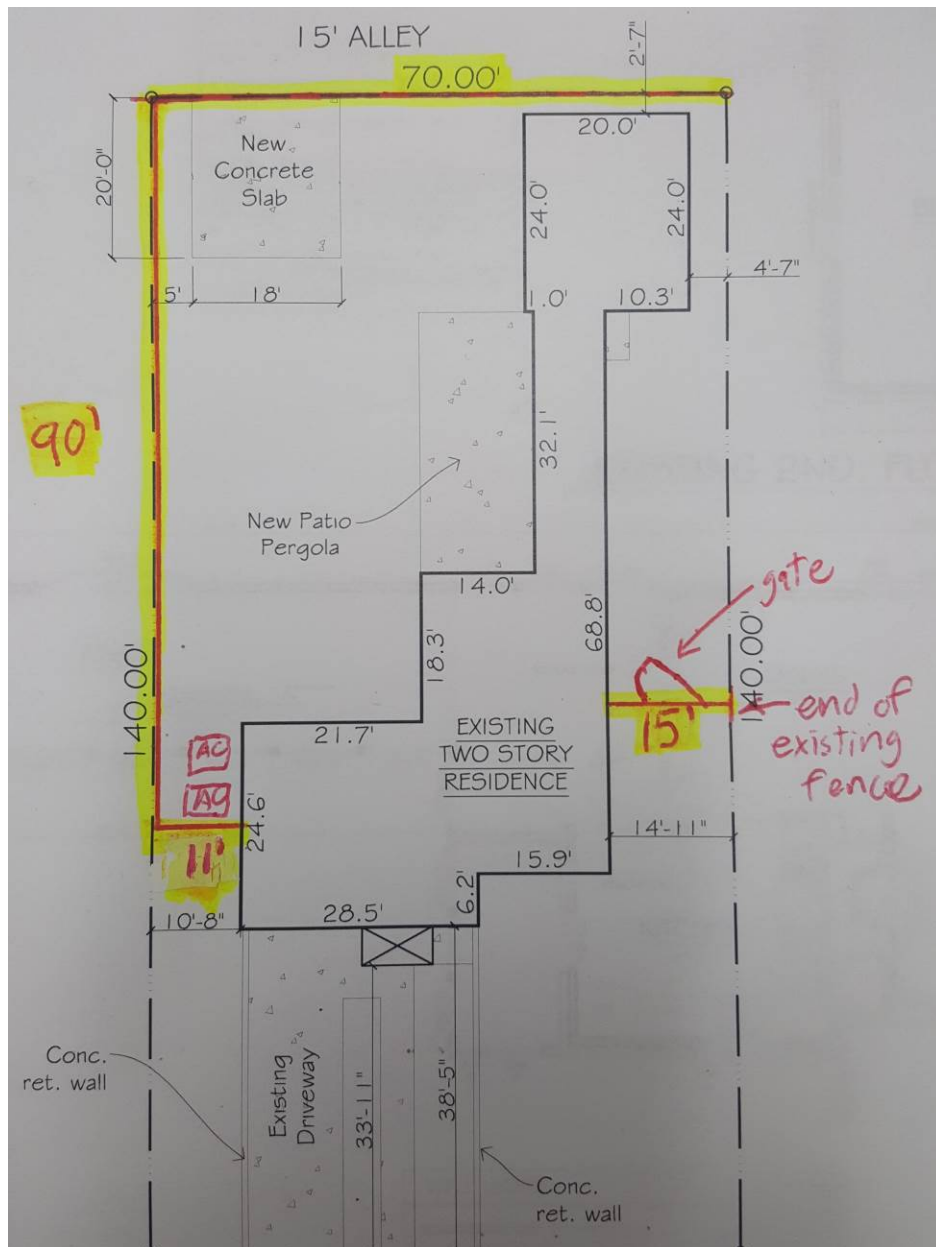 15' ALLEY
2'-7"
70.00'
20.0'
New
Concrete
Slab
20'-0"
24.0'
24.0'
4'-7"
5'
18'
1.0'
10.3'
90'
32.1'
New Patio
Pergola
14.0'
gate
68.8'
18.3'
140.00'
140.00'
15'
end of
existing
fence
21.7'
EXISTING
TWO STORY
RESIDENCE
AC
AC
24.6'
11'
14'-11"
15.9'
6.2'
10'-8"
28.5'
Conc.
ret. wall
Existing
Driveway
33'-11"
38'-5"
Conc.
ret. wall